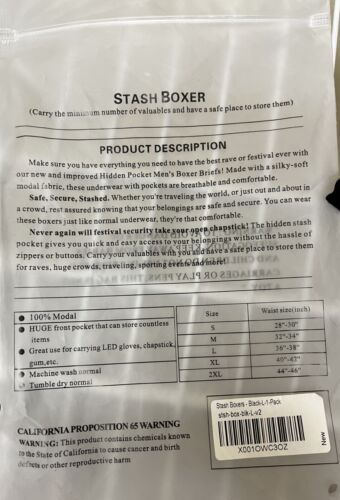 STASH BOXER
(Carry the minimum number of valuables and have a safe place to store them)
PRODUCT DESCRIPTION
Make sure you have everything you need to have the best rave or festival ever with
our new and improved Hidden Pocket Men's Boxer Briefs! Made with a silky-soft
modal fabric, these underwear with pockets are breathable and comfortable.
Safe, Secure, Stashed. Whether you're traveling the world, or just out and about in
a crowd, rest assured knowing that your belongings are safe and secure. You can wear
these boxers just like normal underwear, they're that comfortable.
Never again will festival security take your open chapstick! The hidden stash
pocket gives you quick and easy access to your belongings without the hassle of
zippers or buttons. Carry your valuables with you and have a safe place to store them
for raves, huge crowds, traveling, sporting events and more!
● 100% Modal
● HUGE front pocket that can store countless
items
● Great use for carrying LED gloves, chapstick,
gum,etc.
● Machine wash normal
Tumble dry normal
Size Waist size(inch)
S 28"-30"
M 32"-34"
L 36"-38"
XL 40"-42"
2XL 44"-46"
CALIFORNIA PROPOSITION 65 WARNING
WARNING: This product contains chemicals known
to the State of California to cause cancer and birth
defects or other reproductive harm
Stash Boxers - Black-L-1-Pack
stsh-box-blk-L-v2
X001OWC3OZ
New